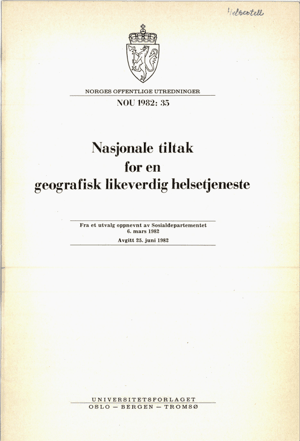 NORGES OFFENTLIGE UTREDNINGER
NOU 1982: 35
Nasjonale tiltak
for en
geografisk likeverdig helsetjeneste
Fra et utvalg oppnevnt av Sosialdepartementet
6. mars 1982
Avgitt 25. juni 1982
UNIVERSITETSFORLAGET
OSLO – BERGEN – TROMSØ